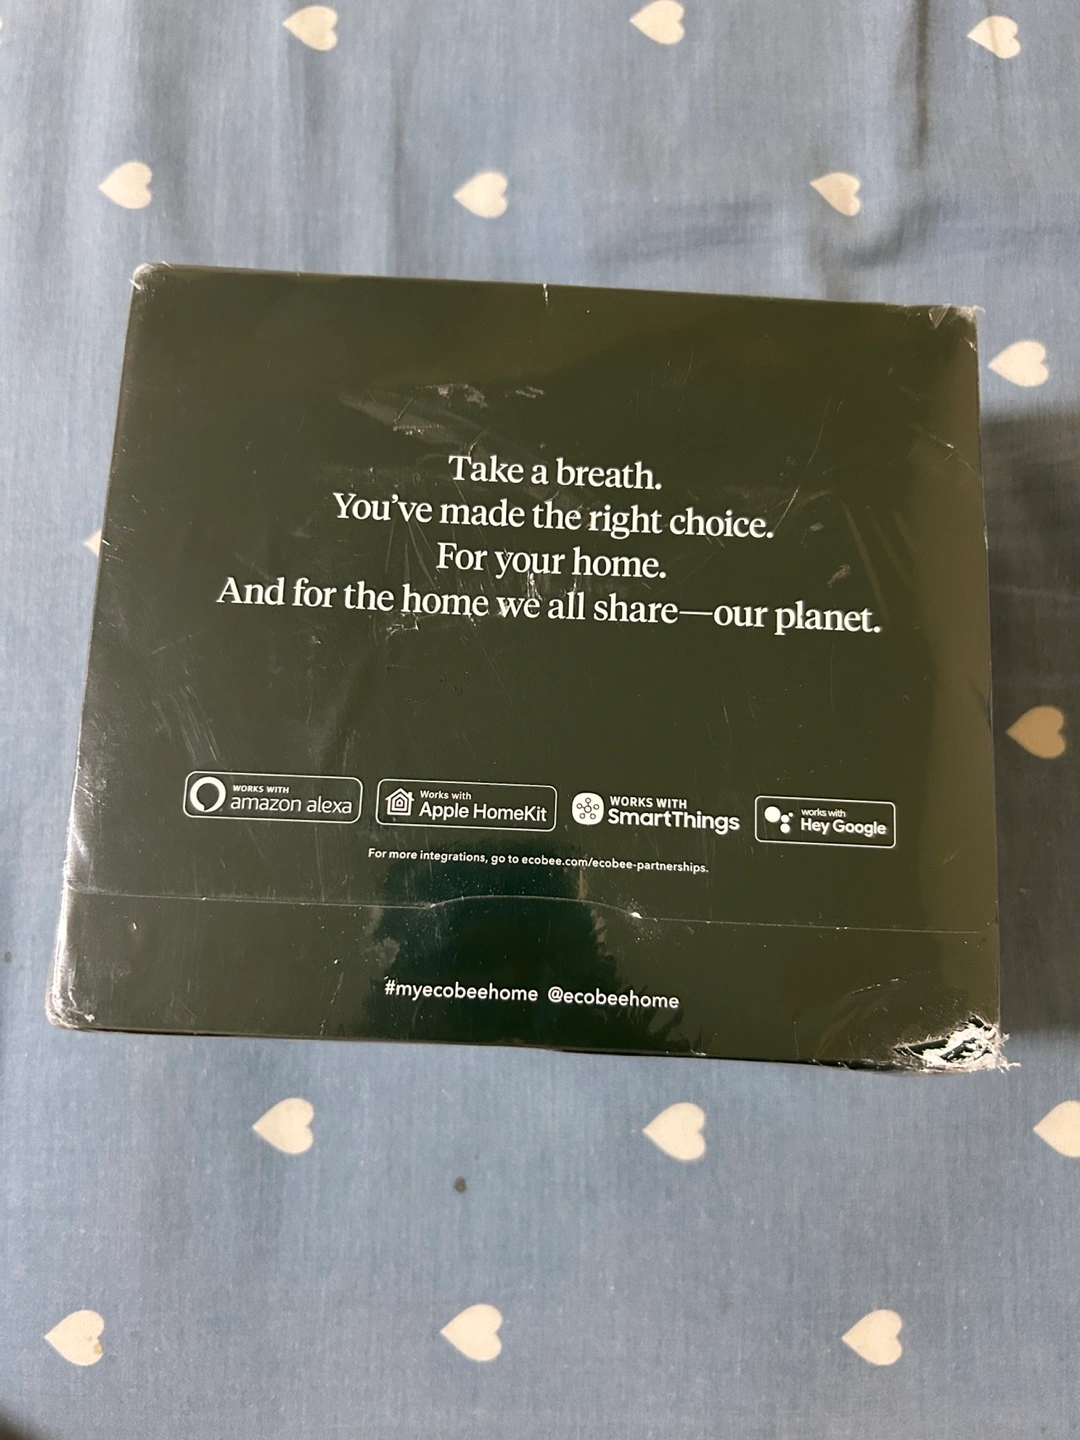 Take a breath.
You’ve made the right choice.
For your home.
And for the home we all share—our planet.
WORKS WITH
amazon alexa
Works with
Apple HomeKit
WORKS WITH
SmartThings
works with
Hey Google
For more integrations, go to ecobee.com/ecobee-partnerships.
#myecobeehome @ecobeehome